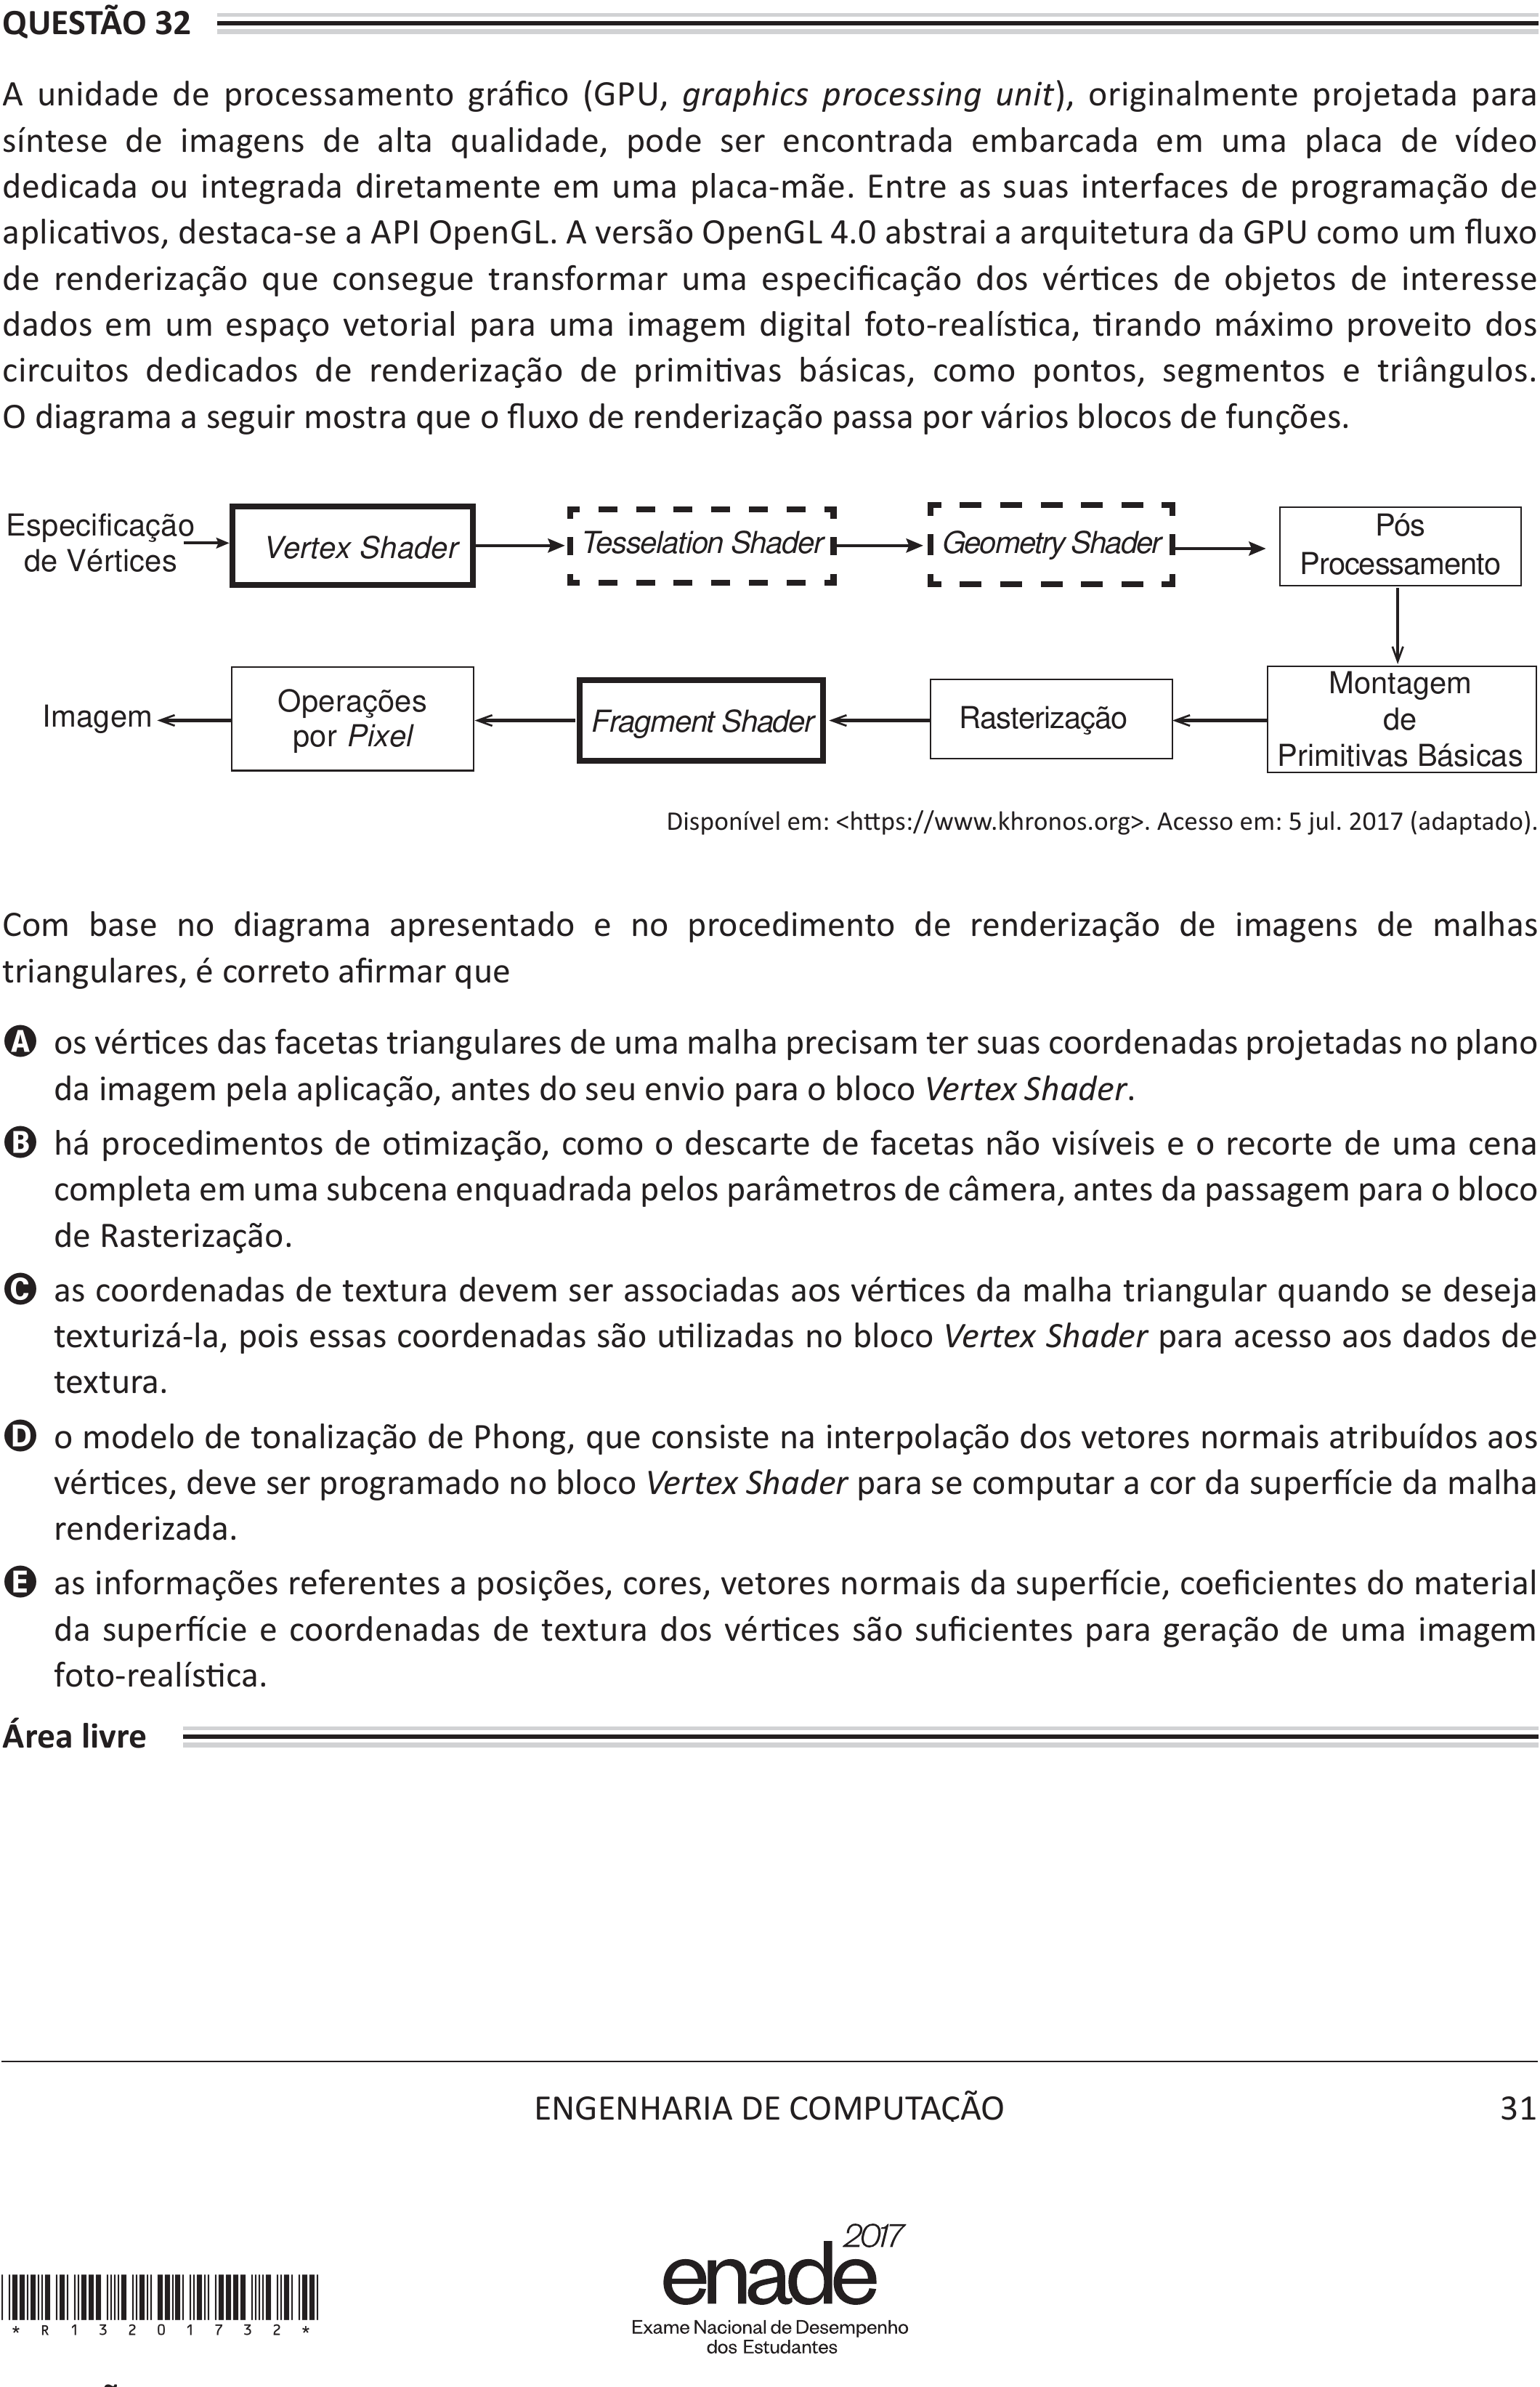 QUESTÃO 32
A unidade de processamento gráfico (GPU, graphics processing unit), originalmente projetada para
síntese de imagens de alta qualidade, pode ser encontrada embarcada em uma placa de vídeo
dedicada ou integrada diretamente em uma placa-mãe. Entre as suas interfaces de programação de
aplicativos, destaca-se a API OpenGL. A versão OpenGL 4.0 abstrai a arquitetura da GPU como um fluxo
de renderização que consegue transformar uma especificação dos vértices de objetos de interesse
dados em um espaço vetorial para uma imagem digital foto-realística, tirando máximo proveito dos
circuitos dedicados de renderização de primitivas básicas, como pontos, segmentos e triângulos.
O diagrama a seguir mostra que o fluxo de renderização passa por vários blocos de funções.
Especificação
de Vértices
Vertex Shader
Tesselation Shader
Geometry Shader
Pós
Processamento
Imagem
Operações
por Pixel
Fragment Shader
Rasterização
Montagem
de
Primitivas Básicas
Disponível em: <https://www.khronos.org>. Acesso em: 5 jul. 2017 (adaptado).
Com base no diagrama apresentado e no procedimento de renderização de imagens de malhas
triangulares, é correto afirmar que
A os vértices das facetas triangulares de uma malha precisam ter suas coordenadas projetadas no plano
da imagem pela aplicação, antes do seu envio para o bloco Vertex Shader.
B há procedimentos de otimização, como o descarte de facetas não visíveis e o recorte de uma cena
completa em uma subcena enquadrada pelos parâmetros de câmera, antes da passagem para o bloco
de Rasterização.
C as coordenadas de textura devem ser associadas aos vértices da malha triangular quando se deseja
texturizá-la, pois essas coordenadas são utilizadas no bloco Vertex Shader para acesso aos dados de
textura.
D o modelo de tonalização de Phong, que consiste na interpolação dos vetores normais atribuídos aos
vértices, deve ser programado no bloco Vertex Shader para se computar a cor da superfície da malha
renderizada.
E as informações referentes a posições, cores, vetores normais da superfície, coeficientes do material
da superfície e coordenadas de textura dos vértices são suficientes para geração de uma imagem
foto-realística.
Área livre
ENGENHARIA DE COMPUTAÇÃO
31
2017
enade
Exame Nacional de Desempenho
dos Estudantes
* R 1 3 2 0 1 7 3 2 *